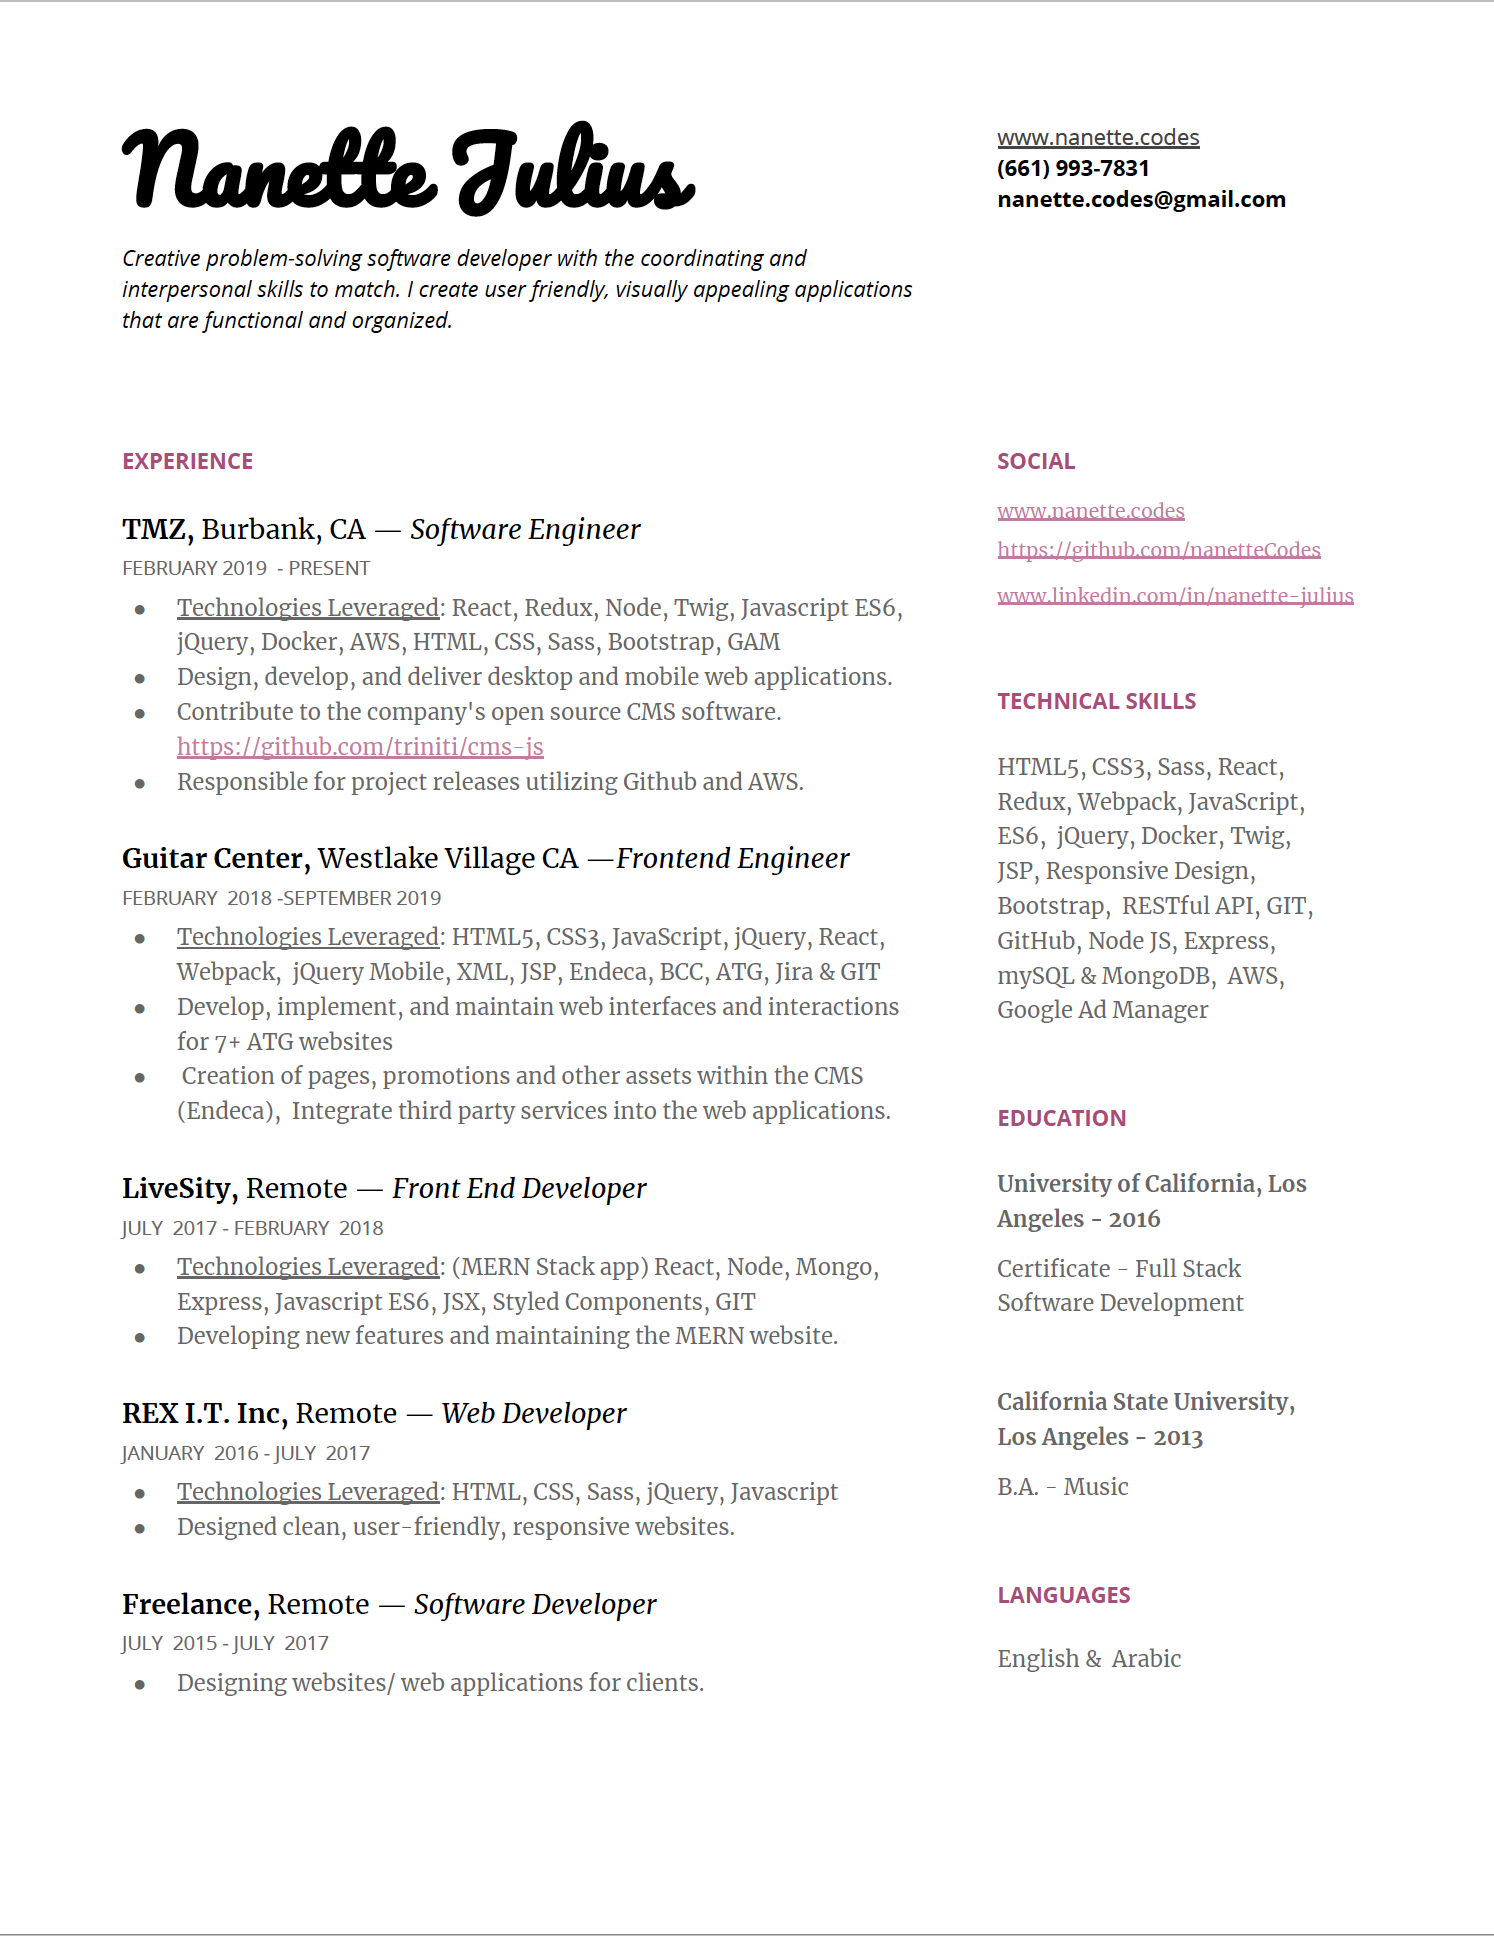 Nanette Julius
www.nanette.codes
(661) 993-7831
nanette.codes@gmail.com
Creative problem-solving software developer with the coordinating and
interpersonal skills to match. I create user friendly, visually appealing applications
that are functional and organized.
EXPERIENCE
TMZ, Burbank, CA — Software Engineer
FEBRUARY 2019 - PRESENT
● Technologies Leveraged: React, Redux, Node, Twig, Javascript ES6,
jQuery, Docker, AWS, HTML, CSS, Sass, Bootstrap, GAM
● Design, develop, and deliver desktop and mobile web applications.
● Contribute to the company's open source CMS software.
https://github.com/triniti/cms-js
● Responsible for project releases utilizing Github and AWS.
Guitar Center, Westlake Village CA —Frontend Engineer
FEBRUARY 2018 -SEPTEMBER 2019
● Technologies Leveraged: HTML5, CSS3, JavaScript, jQuery, React,
Webpack, jQuery Mobile, XML, JSP, Endeca, BCC, ATG, Jira & GIT
● Develop, implement, and maintain web interfaces and interactions
for 7+ ATG websites
● Creation of pages, promotions and other assets within the CMS
(Endeca), Integrate third party services into the web applications.
LiveSity, Remote — Front End Developer
JULY 2017 - FEBRUARY 2018
● Technologies Leveraged: (MERN Stack app) React, Node, Mongo,
Express, Javascript ES6, JSX, Styled Components, GIT
● Developing new features and maintaining the MERN website.
REX I.T. Inc, Remote — Web Developer
JANUARY 2016 - JULY 2017
● Technologies Leveraged: HTML, CSS, Sass, jQuery, Javascript
● Designed clean, user-friendly, responsive websites.
Freelance, Remote — Software Developer
JULY 2015 - JULY 2017
● Designing websites/ web applications for clients.
SOCIAL
www.nanette.codes
https://github.com/nanetteCodes
www.linkedin.com/in/nanette-julius
TECHNICAL SKILLS
HTML5, CSS3, Sass, React,
Redux, Webpack, JavaScript,
ES6, jQuery, Docker, Twig,
JSP, Responsive Design,
Bootstrap, RESTful API, GIT,
GitHub, Node JS, Express,
mySQL & MongoDB, AWS,
Google Ad Manager
EDUCATION
University of California, Los
Angeles - 2016
Certificate - Full Stack
Software Development
California State University,
Los Angeles - 2013
B.A. - Music
LANGUAGES
English & Arabic